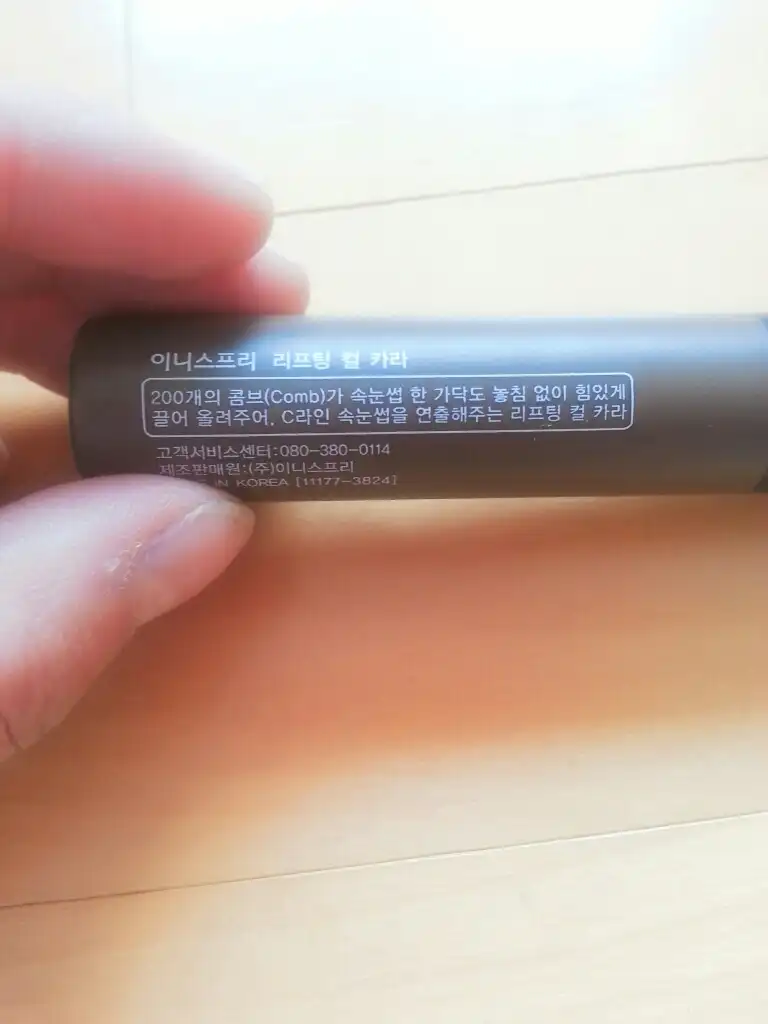 이니스프리 리프팅 컬 카라
200개의 콤브(Comb)가 속눈썹 한 가닥도 놓침 없이 힘있게
끌어 올려주어, C라인 속눈썹을 연출해주는 리프팅 컬 카라
고객서비스센터:080-380-0114
제조판매원:(주)이니스프리
IN KOREA [11177-3824]